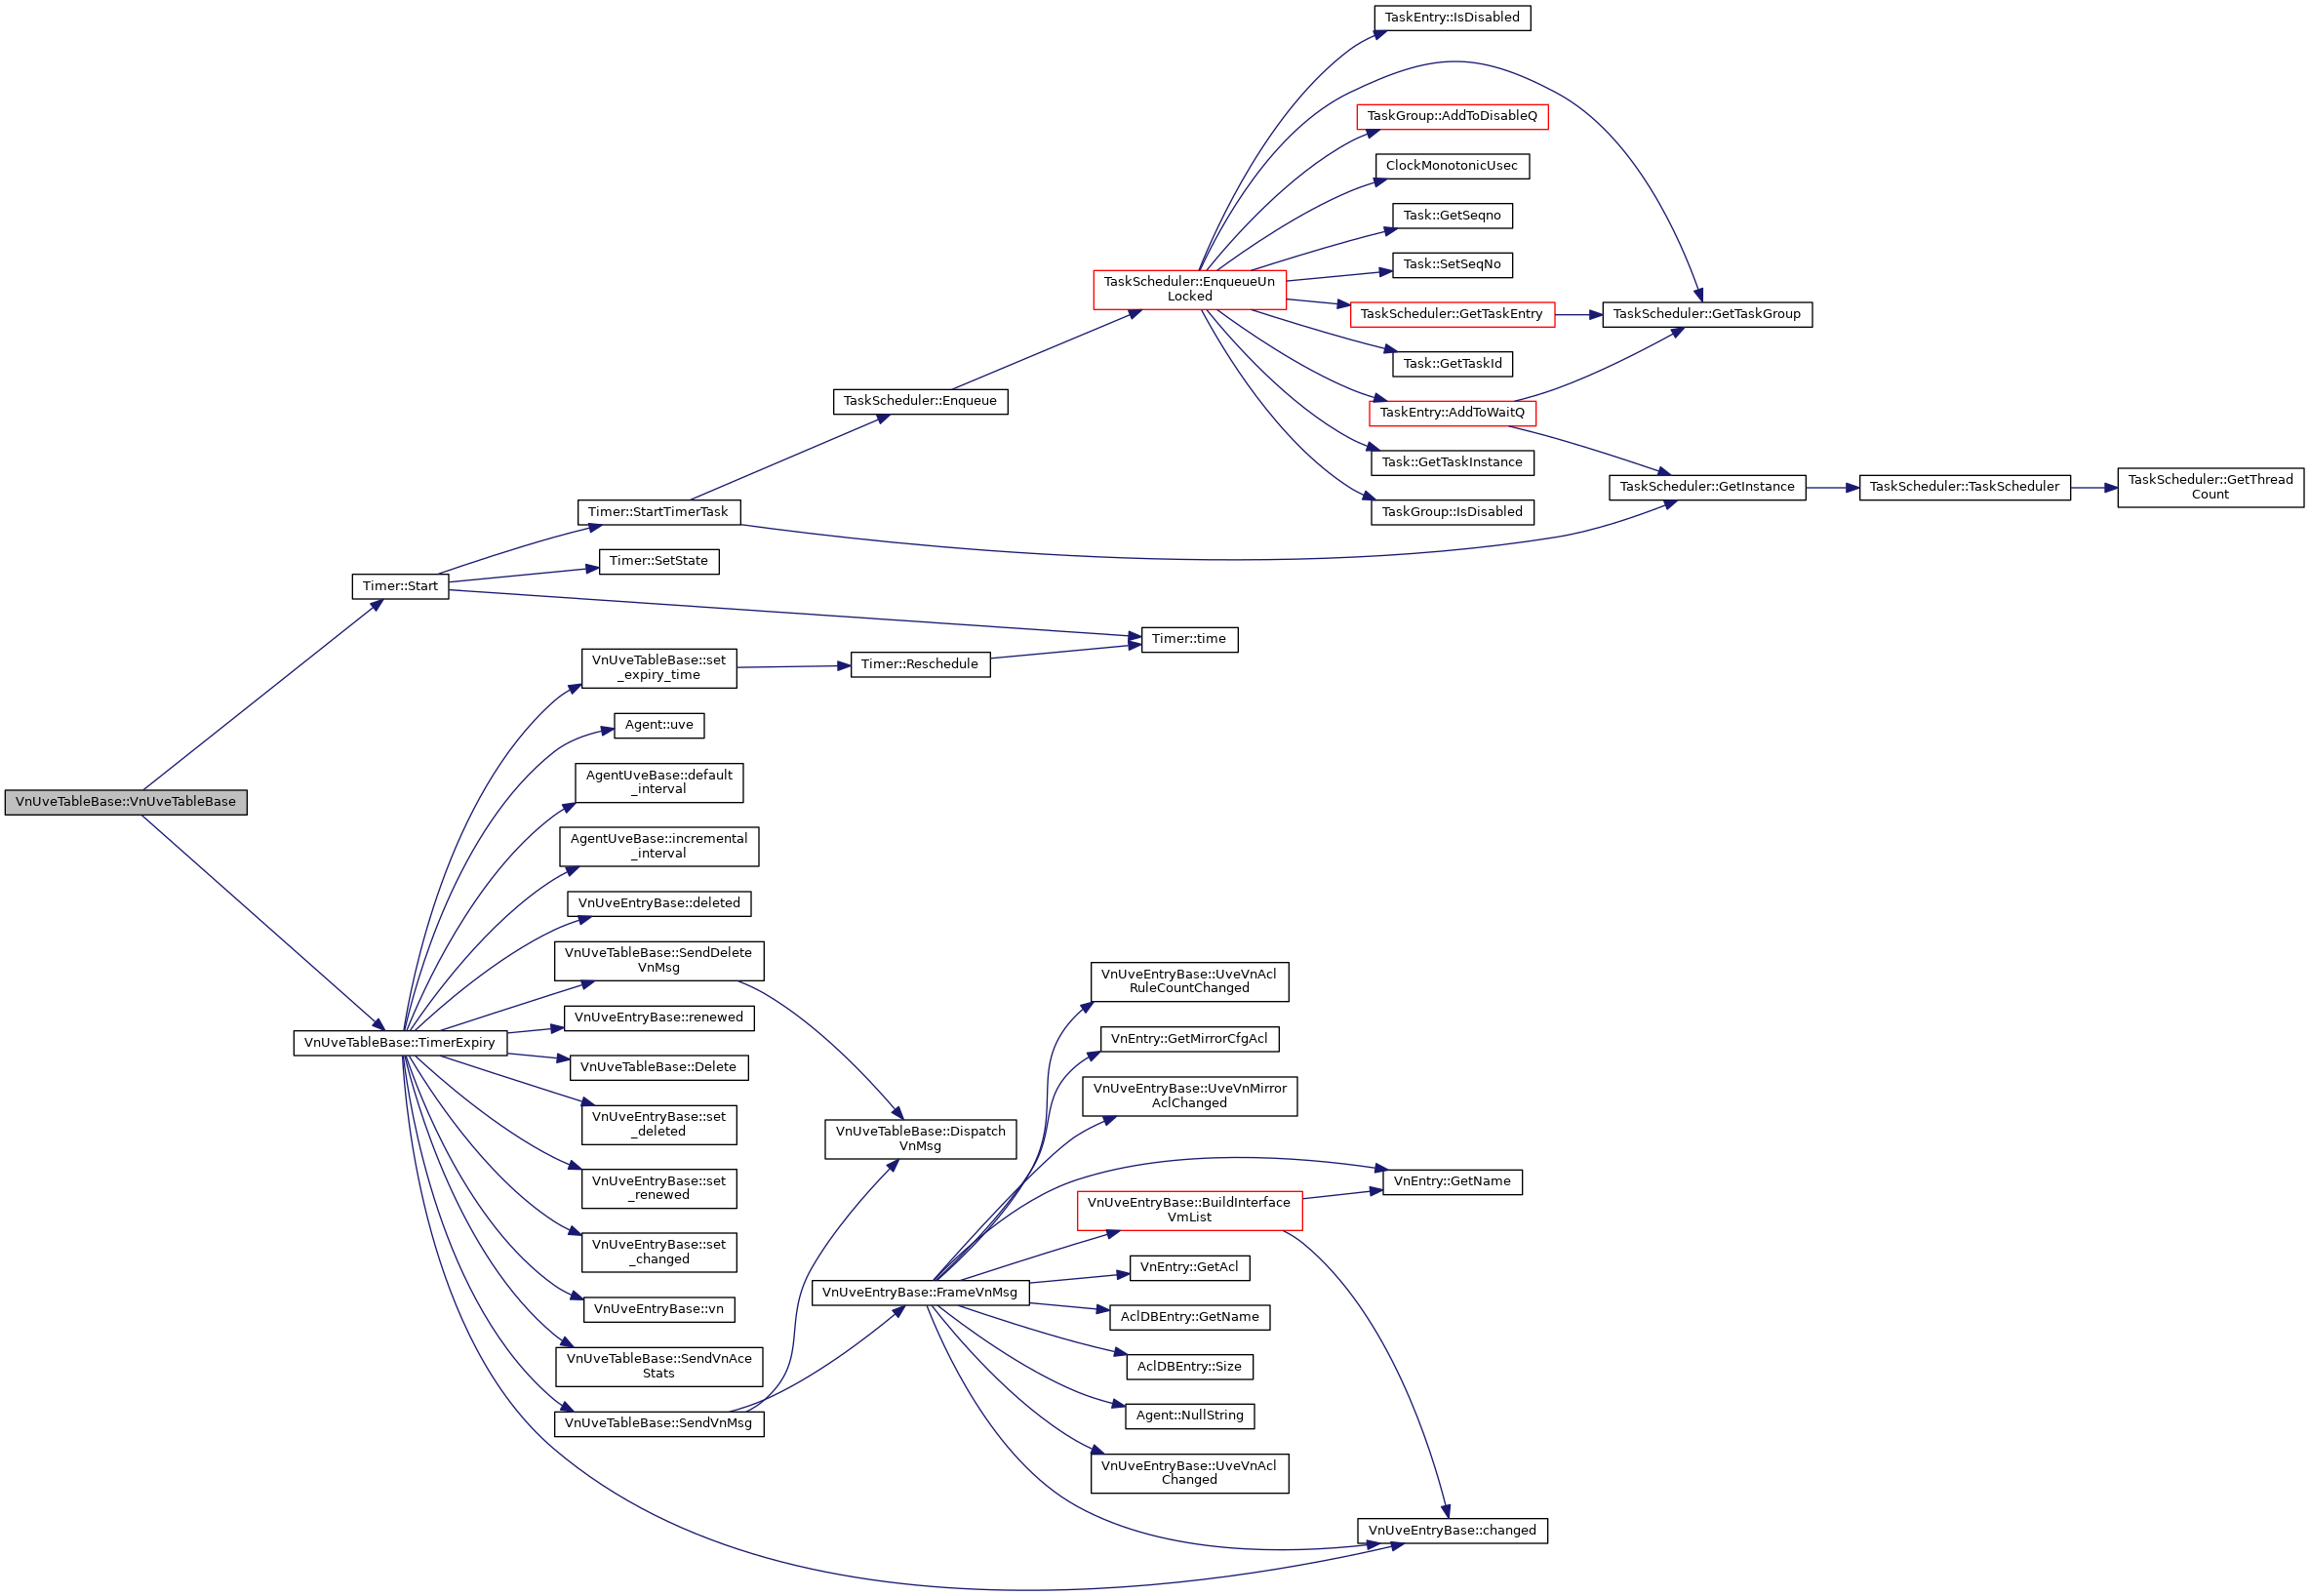 TaskEntry::IsDisabled
TaskGroup::AddToDisableQ
ClockMonotonicUsec
Task::GetSeqno
Task::SetSeqNo
TaskScheduler::EnqueueUn
Locked
TaskScheduler::GetTaskEntry
TaskScheduler::GetTaskGroup
Task::GetTaskId
TaskScheduler::Enqueue
TaskEntry::AddToWaitQ
Task::GetTaskInstance
TaskScheduler::GetInstance
TaskScheduler::TaskScheduler
TaskScheduler::GetThread
Count
Timer::StartTimerTask
TaskGroup::IsDisabled
Timer::SetState
Timer::Start
Timer::time
VnUveTableBase::set
_expiry_time
Timer::Reschedule
Agent::uve
AgentUveBase::default
_interval
VnUveTableBase::VnUveTableBase
AgentUveBase::incremental
_interval
VnUveEntryBase::deleted
VnUveTableBase::SendDelete
VnMsg
VnUveEntryBase::UveVnAcl
RuleCountChanged
VnUveEntryBase::renewed
VnUveTableBase::TimerExpiry
VnEntry::GetMirrorCfgAcl
VnUveTableBase::Delete
VnUveEntryBase::UveVnMirror
AclChanged
VnUveEntryBase::set
_deleted
VnUveTableBase::Dispatch
VnMsg
VnUveEntryBase::set
_renewed
VnEntry::GetName
VnUveEntryBase::BuildInterface
VmList
VnUveEntryBase::set
_changed
VnEntry::GetAcl
VnUveEntryBase::FrameVnMsg
VnUveEntryBase::vn
AclDBEntry::GetName
VnUveTableBase::SendVnAce
Stats
AclDBEntry::Size
VnUveTableBase::SendVnMsg
Agent::NullString
VnUveEntryBase::UveVnAcl
Changed
VnUveEntryBase::changed